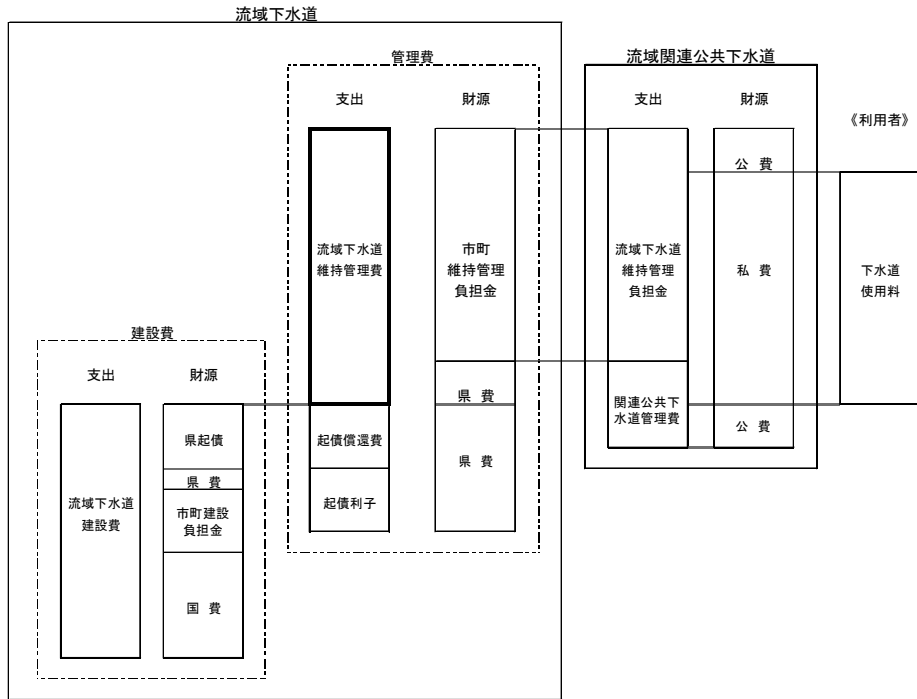 流域下水道
管理費
支出
財源
流域下水道
維持管理費
起債償還費
起債利子
市町
維持管理
負担金
県 費
県 費
建設費
支出
財源
流域下水道
建設費
県起債
県 費
市町建設
負担金
国 費
流域関連公共下水道
支出
財源
流域下水道
維持管理
負担金
関連公共下
水道管理費
公 費
私 費
公 費
《利用者》
下水道
使用料